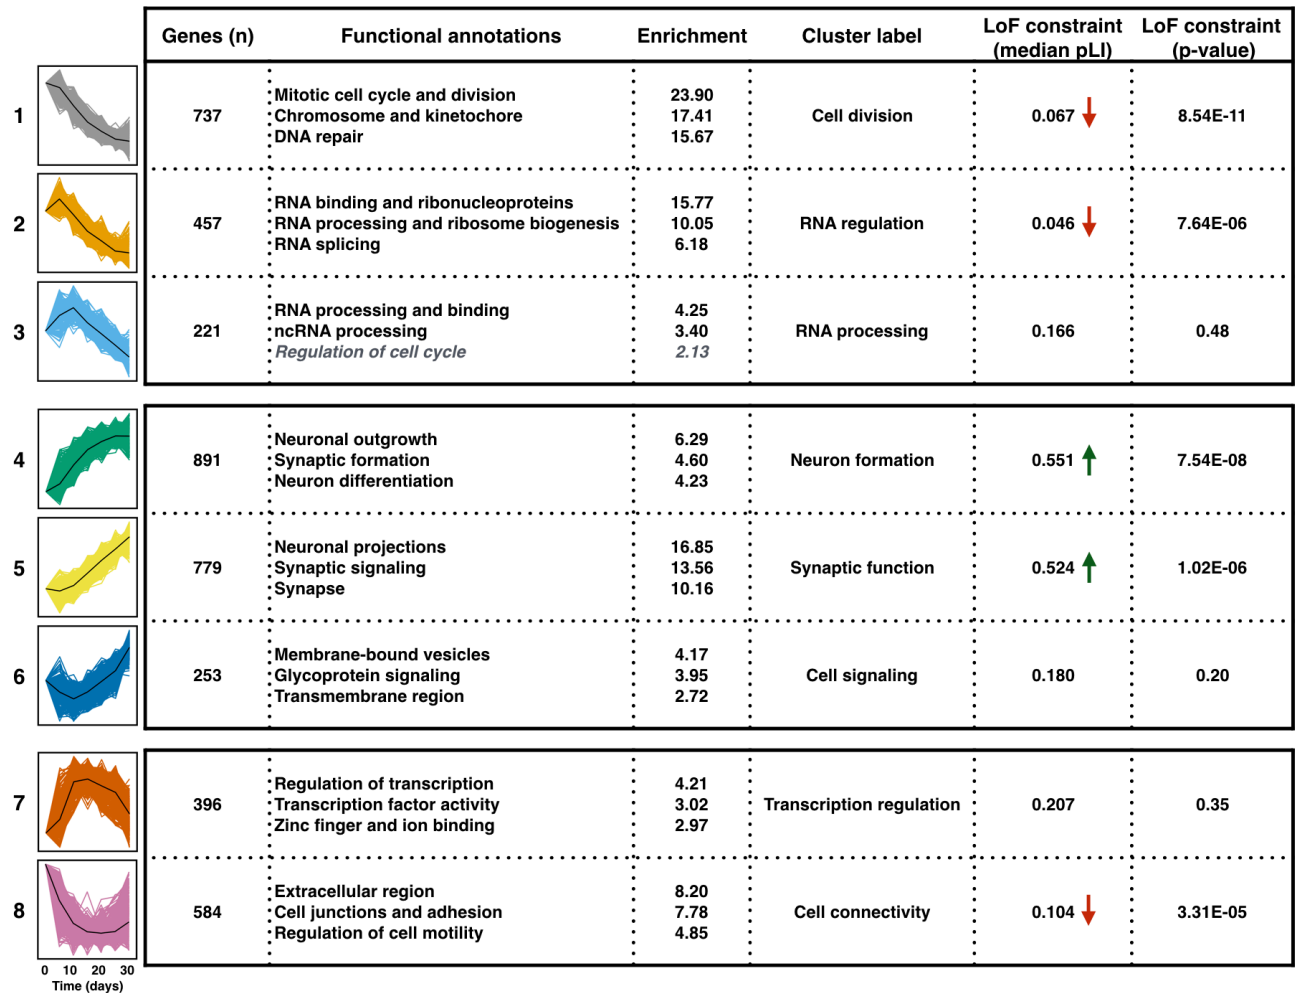 Genes (n) Functional annotations Enrichment Cluster label LoF constraint (median pLI) LoF constraint (p-value)
1
737
Mitotic cell cycle and division 23.90
Chromosome and kinetochore 17.41
DNA repair 15.67
Cell division
0.067
8.54E-11
2
457
RNA binding and ribonucleoproteins 15.77
RNA processing and ribosome biogenesis 10.05
RNA splicing 6.18
RNA regulation
0.046
7.64E-06
3
221
RNA processing and binding 4.25
ncRNA processing 3.40
Regulation of cell cycle 2.13
RNA processing
0.166
0.48
4
891
Neuronal outgrowth 6.29
Synaptic formation 4.60
Neuron differentiation 4.23
Neuron formation
0.551
7.54E-08
5
779
Neuronal projections 16.85
Synaptic signaling 13.56
Synapse 10.16
Synaptic function
0.524
1.02E-06
6
253
Membrane-bound vesicles 4.17
Glycoprotein signaling 3.95
Transmembrane region 2.72
Cell signaling
0.180
0.20
7
396
Regulation of transcription 4.21
Transcription factor activity 3.02
Zinc finger and ion binding 2.97
Transcription regulation
0.207
0.35
8
584
Extracellular region 8.20
Cell junctions and adhesion 7.78
Regulation of cell motility 4.85
Cell connectivity
0.104
3.31E-05
0 10 20 30
Time (days)